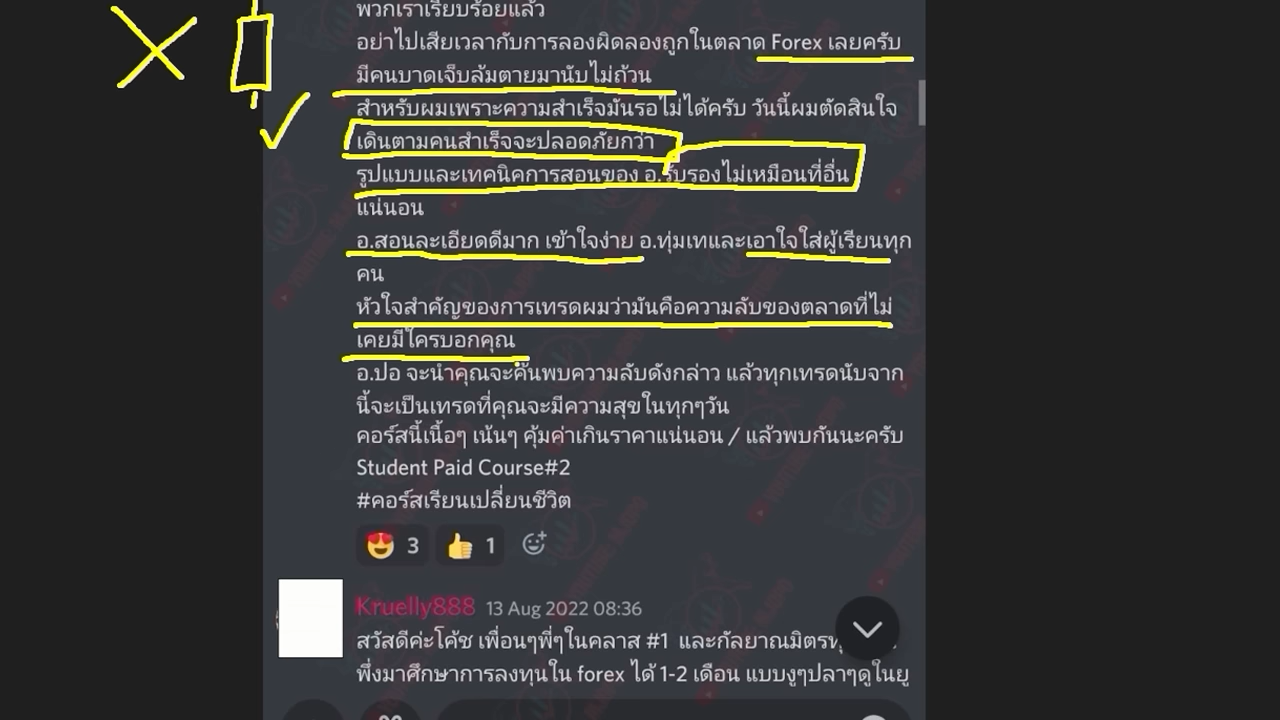 พวกเราเรียบร้อยแล้ว
อย่าไปเสียเวลากับการลองผิดลองถูกในตลาด Forex เลยครับ
มีคนบาดเจ็บล้มตายมานับไม่ถ้วน
สำหรับผมเพราะความสำเร็จมันรอไม่ได้ครับ วันนี้ผมตัดสินใจ
เดินตามคนสำเร็จจะปลอดภัยกว่า
รูปแบบและเทคนิคการสอนของ อ.รับรองไม่เหมือนที่อื่น
แน่นอน
อ.สอนละเอียดดีมาก เข้าใจง่าย อ.ทุ่มเทและเอาใจใส่ผู้เรียนทุก
คน
หัวใจสำคัญของการเทรดผมว่ามันคือความลับของตลาดที่ไม่
เคยมีใครบอกคุณ
อ.ปอ จะนำคุณจะค้นพบความลับดังกล่าว แล้วทุกเทรดนับจาก
นี้จะเป็นเทรดที่คุณจะมีความสุขในทุกๆวัน
คอร์สนี้เนื้อๆ เน้นๆ คุ้มค่าเกินราคาแน่นอน / แล้วพบกันนะครับ
Student Paid Course#2
#คอร์สเรียนเปลี่ยนชีวิต
3 1
Kruelly888 13 Aug 2022 08:36
สวัสดีค่ะโค้ช เพื่อนๆพี่ๆในคลาส #1 และกัลยาณมิตร
พึ่งมาศึกษาการลงทุนใน forex ได้ 1-2 เดือน แบบงูๆปลาๆดูในยู